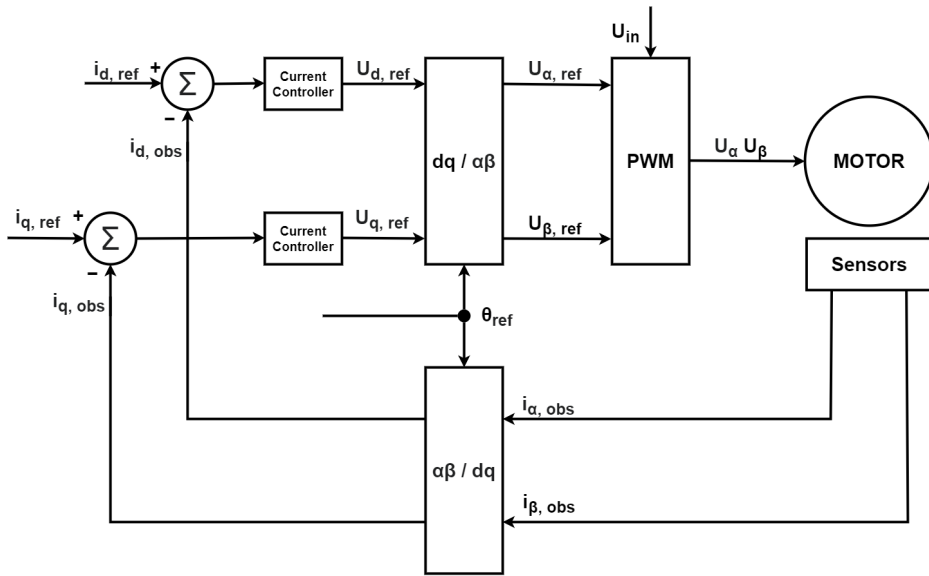 U_in
i_d, ref
+
Σ
−
Current
Controller
U_d, ref
dq / αβ
U_α, ref
PWM
U_α U_β
MOTOR
i_d, obs
i_q, ref
+
Σ
−
Current
Controller
U_q, ref
U_β, ref
Sensors
i_q, obs
θ_ref
i_α, obs
αβ / dq
i_β, obs